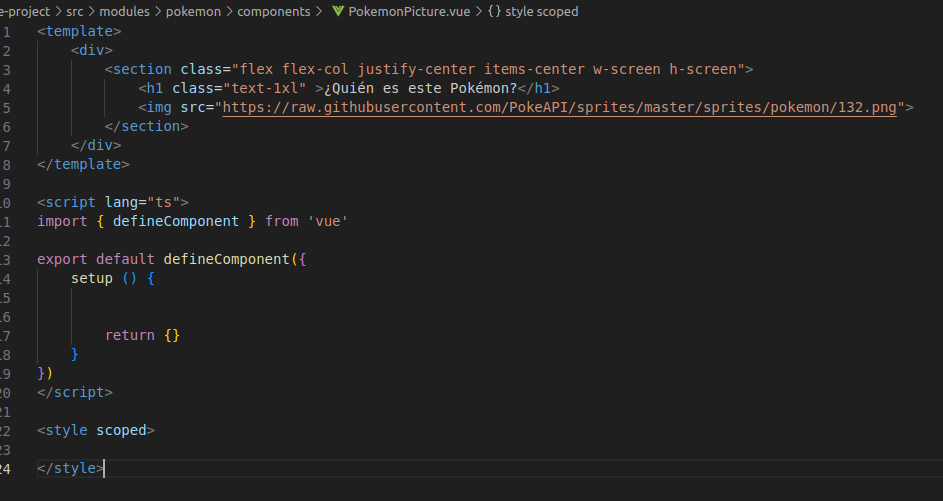 e-project > src > modules > pokemon > components > PokemonPicture.vue > {} style scoped
1 <template>
2 <div>
3 <section class="flex flex-col justify-center items-center w-screen h-screen">
4 <h1 class="text-1xl" >¿Quién es este Pokémon?</h1>
5 <img src="https://raw.githubusercontent.com/PokeAPI/sprites/master/sprites/pokemon/132.png">
6 </section>
7 </div>
8 </template>
9
10 <script lang="ts">
11 import { defineComponent } from 'vue'
12
13 export default defineComponent({
14 setup () {
15
16
17 return {}
18 }
19 })
20 </script>
21
22 <style scoped>
23
24 </style>